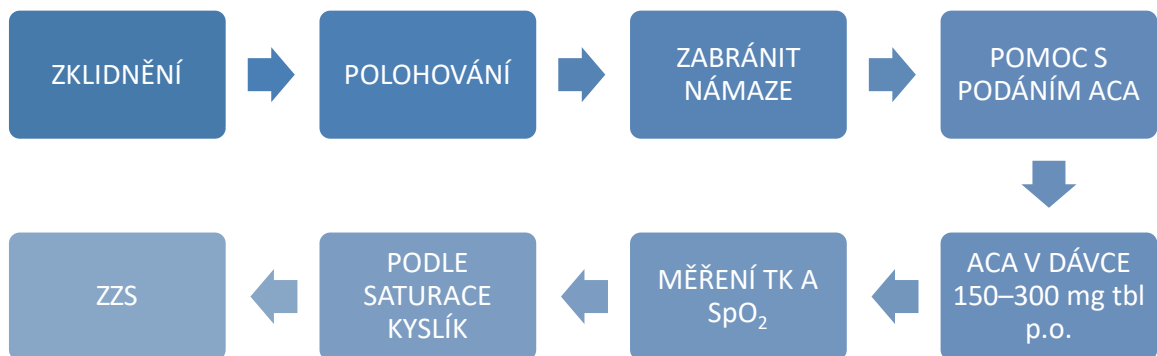 ZKLIDNĚNÍ
POLOHOVÁNÍ
ZABRÁNIT
NÁMAZE
POMOC S
PODÁNÍM ACA
ACA V DÁVCE
150–300 mg tbl
p.o.
MĚŘENÍ TK A
SpO₂
PODLE
SATURACE
KYSLÍK
ZZS